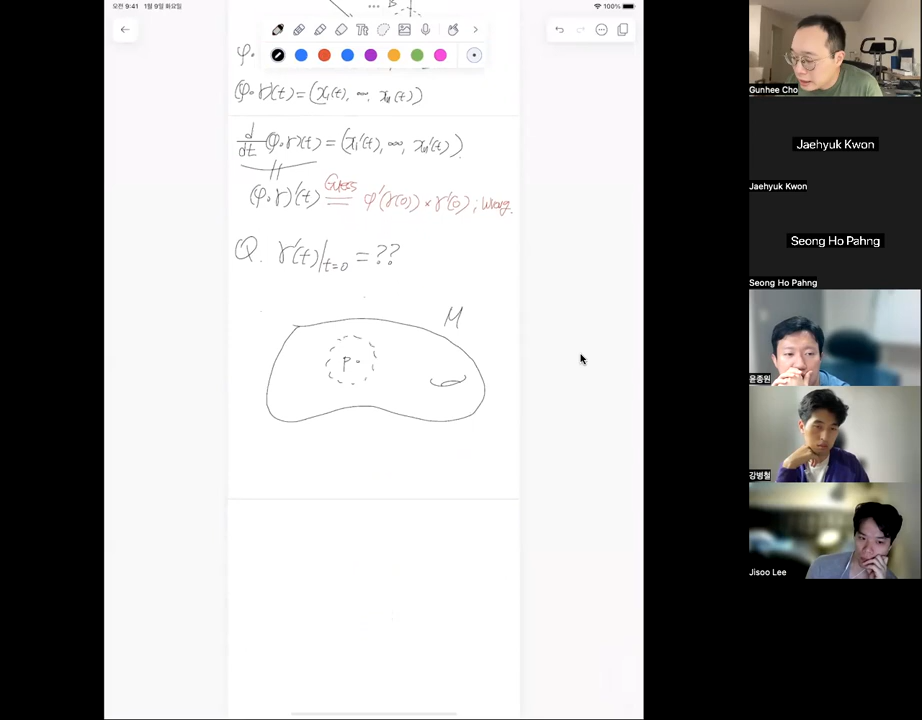 오전 9:41 1월 9일 화요일
100%
B
φ∘
(φ∘γ)(t) = (x₁(t), ⋯, xₙ(t))
d/dt (φ∘γ)(t) = (x₁'(t), ⋯, xₙ'(t)).
(φ∘γ)'(t) Guess = φ'(γ(0)) × γ'(0) ; wrong.
Q. γ'(t)|t=0 = ??
M
P
Gunhee Cho
Jaehyuk Kwon
Jaehyuk Kwon
Seong Ho Pahng
Seong Ho Pahng
윤종원
강병철
Jisoo Lee